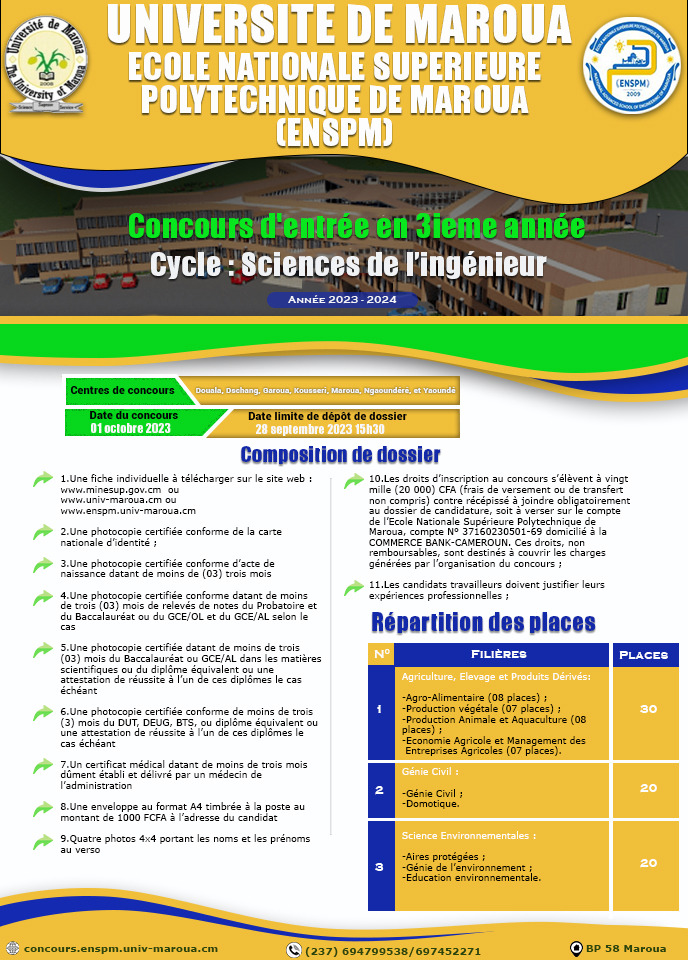 UNIVERSITE DE MAROUA
ECOLE NATIONALE SUPERIEURE
POLYTECHNIQUE DE MAROUA
(ENSPM)
Université de Maroua
The University of Maroua
2008
(ENSPM)
2009
ECOLE NATIONALE SUPÉRIEURE POLYTECHNIQUE DE MAROUA
NATIONAL ADVANCED SCHOOL OF ENGINEERING OF MAROUA
Concours d'entrée en 3ieme année
Cycle : Sciences de l'ingénieur
Année 2023 - 2024
Centres de concours
Douala, Dschang, Garoua, Kousseri, Maroua, Ngaoundéré, et Yaoundé
Date du concours
01 octobre 2023
Date limite de dépôt de dossier
28 septembre 2023 15h30
Composition de dossier
1.Une fiche individuelle à télécharger sur le site web :
www.minesup.gov.cm ou
www.univ-maroua.cm ou
www.enspm.univ-maroua.cm
2.Une photocopie certifiée conforme de la carte
nationale d'identité ;
3.Une photocopie certifiée conforme d'acte de
naissance datant de moins de (03) trois mois
4.Une photocopie certifiée conforme datant de moins
de trois (03) mois de relevés de notes du Probatoire et
du Baccalauréat ou du GCE/OL et du GCE/AL selon le
cas
5.Une photocopie certifiée datant de moins de trois
(03) mois du Baccalauréat ou GCE/AL dans les matières
scientifiques ou du diplôme équivalent ou une
attestation de réussite à l'un de ces diplômes le cas
échéant
6.Une photocopie certifiée conforme de moins de trois
(3) mois du DUT, DEUG, BTS, ou diplôme équivalent ou
une attestation de réussite à l'un de ces diplômes le
cas échéant
7.Un certificat médical datant de moins de trois mois
dûment établi et délivré par un médecin de
l'administration
8.Une enveloppe au format A4 timbrée à la poste au
montant de 1000 FCFA à l'adresse du candidat
9.Quatre photos 4x4 portant les noms et les prénoms
au verso
10.Les droits d'inscription au concours s'élèvent à vingt
mille (20 000) CFA (frais de versement ou de transfert
non compris) contre récépissé à joindre obligatoirement
au dossier de candidature, soit à verser sur le compte
de l'Ecole Nationale Supérieure Polytechnique de
Maroua, compte N° 37160230501-69 domicilié à la
COMMERCE BANK-CAMEROUN. Ces droits, non
remboursables, sont destinés à couvrir les charges
générées par l'organisation du concours ;
11.Les candidats travailleurs doivent justifier leurs
expériences professionnelles ;
Répartition des places
N° Filières Places
Agriculture, Elevage et Produits Dérivés:
-Agro-Alimentaire (08 places) ;
1 -Production végétale (07 places) ; 30
-Production Animale et Aquaculture (08
places) ;
-Economie Agricole et Management des
Entreprises Agricoles (07 places).
Génie Civil :
2 -Génie Civil ; 20
-Domotique.
Science Environnementales :
3 -Aires protégées ; 20
-Génie de l'environnement ;
-Education environnementale.
concours.enspm.univ-maroua.cm
(237) 694799538/697452271
BP 58 Maroua